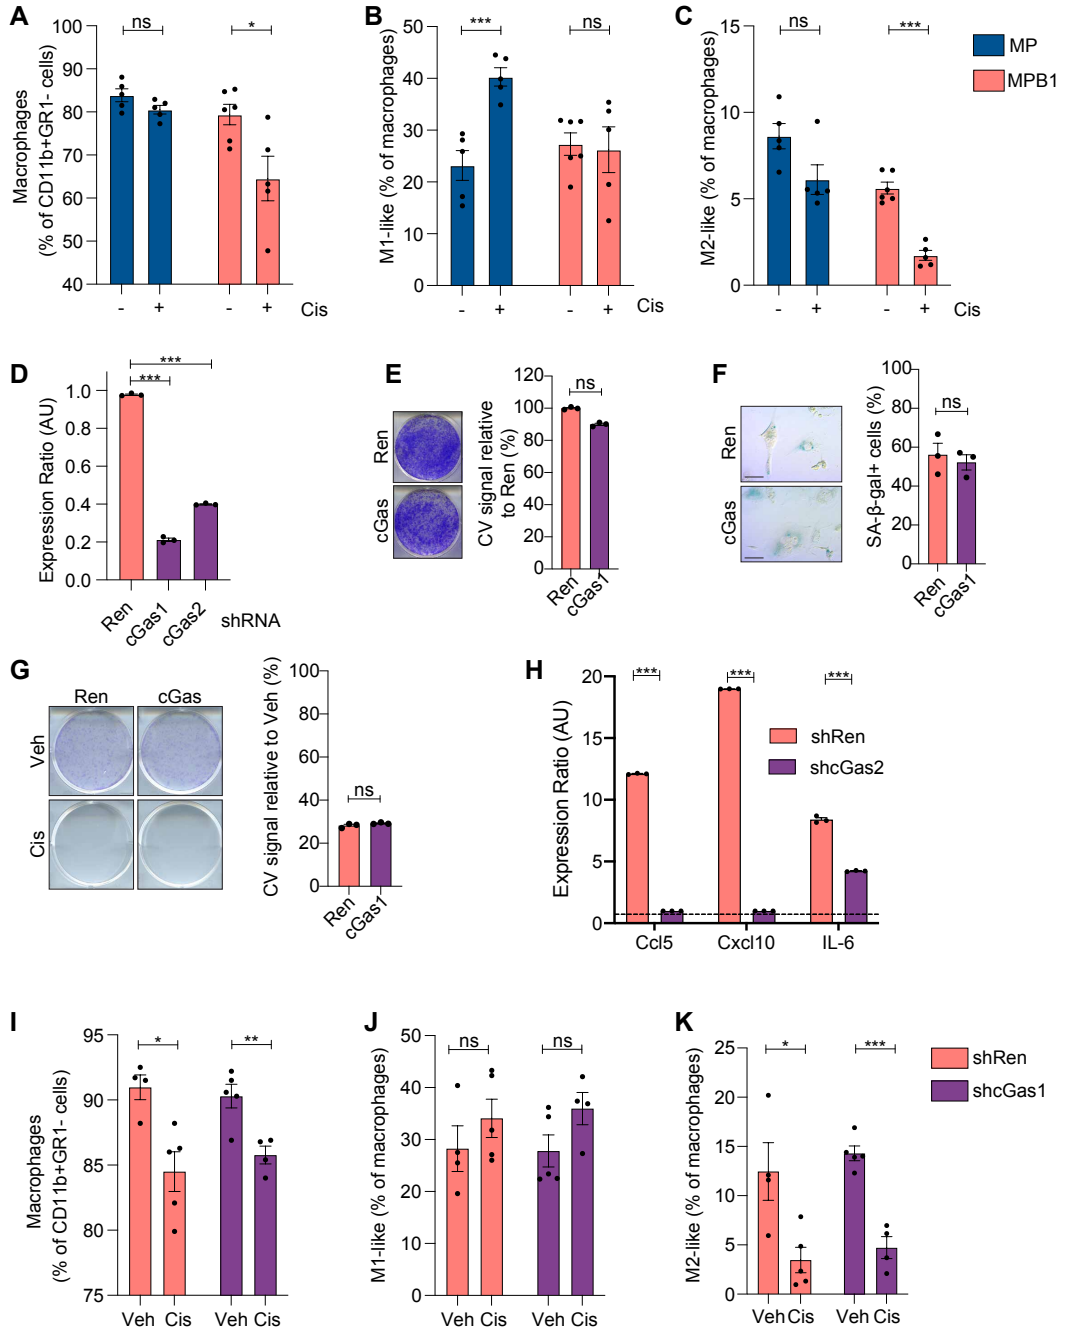 A
Macrophages
(% of CD11b+GR1- cells)
100
90
80
70
60
50
40
ns
*
- + - + Cis
B
M1-like (% of macrophages)
50
40
30
20
10
0
***
ns
- + - + Cis
C
M2-like (% of macrophages)
15
10
5
0
ns
***
- + - + Cis
MP
MPB1
D
Expression Ratio (AU)
1.0
0.8
0.6
0.4
0.2
0.0
***
***
Ren
cGas1
cGas2
shRNA
E
Ren
cGas
CV signal relative
to Ren (%)
120
100
80
60
40
20
0
ns
Ren
cGas1
F
Ren
cGas
SA-β-gal+ cells (%)
100
80
60
40
20
0
ns
Ren
cGas1
G
Ren cGas
Veh
Cis
CV signal relative to Veh (%)
100
80
60
40
20
0
ns
Ren
cGas1
H
Expression Ratio (AU)
20
15
10
5
0
***
***
***
Ccl5 Cxcl10 IL-6
shRen
shcGas2
I
Macrophages
(% of CD11b+GR1- cells)
95
90
85
80
75
*
**
Veh Cis Veh Cis
J
M1-like (% of macrophages)
50
40
30
20
10
0
ns
ns
Veh Cis Veh Cis
K
M2-like (% of macrophages)
25
20
15
10
5
0
*
***
Veh Cis Veh Cis
shRen
shcGas1